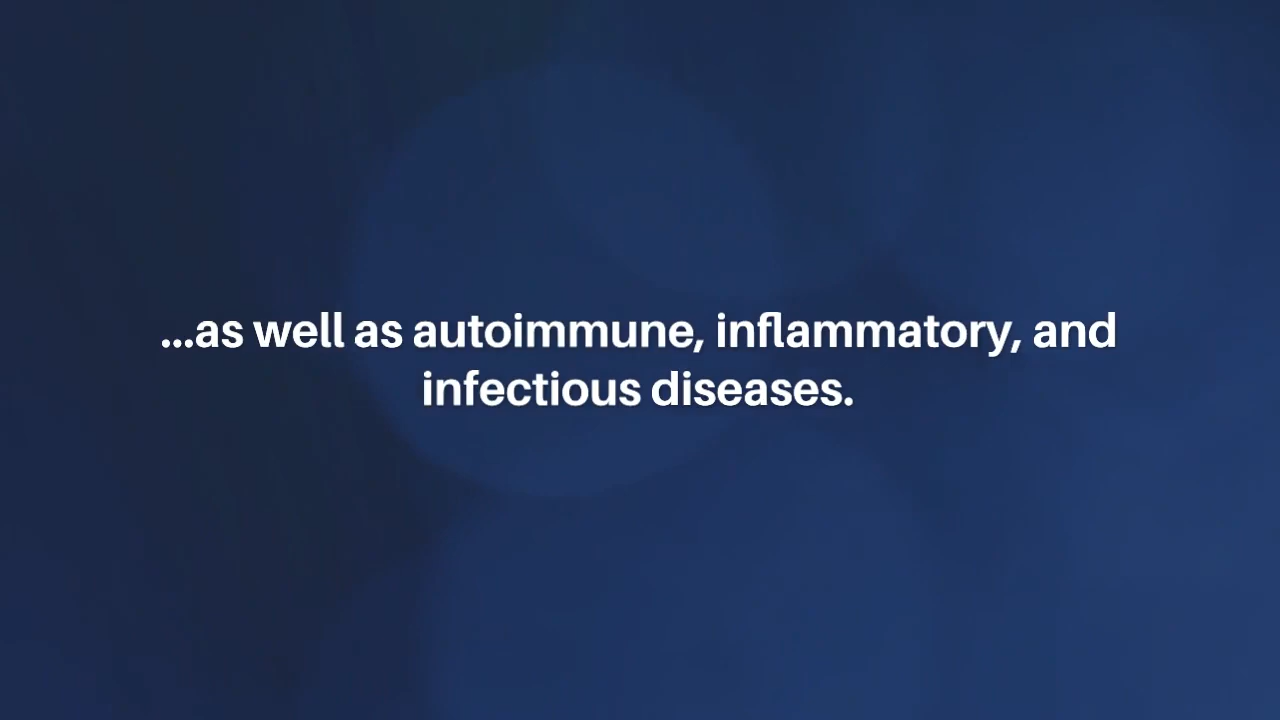 ...as well as autoimmune, inflammatory, and
infectious diseases.